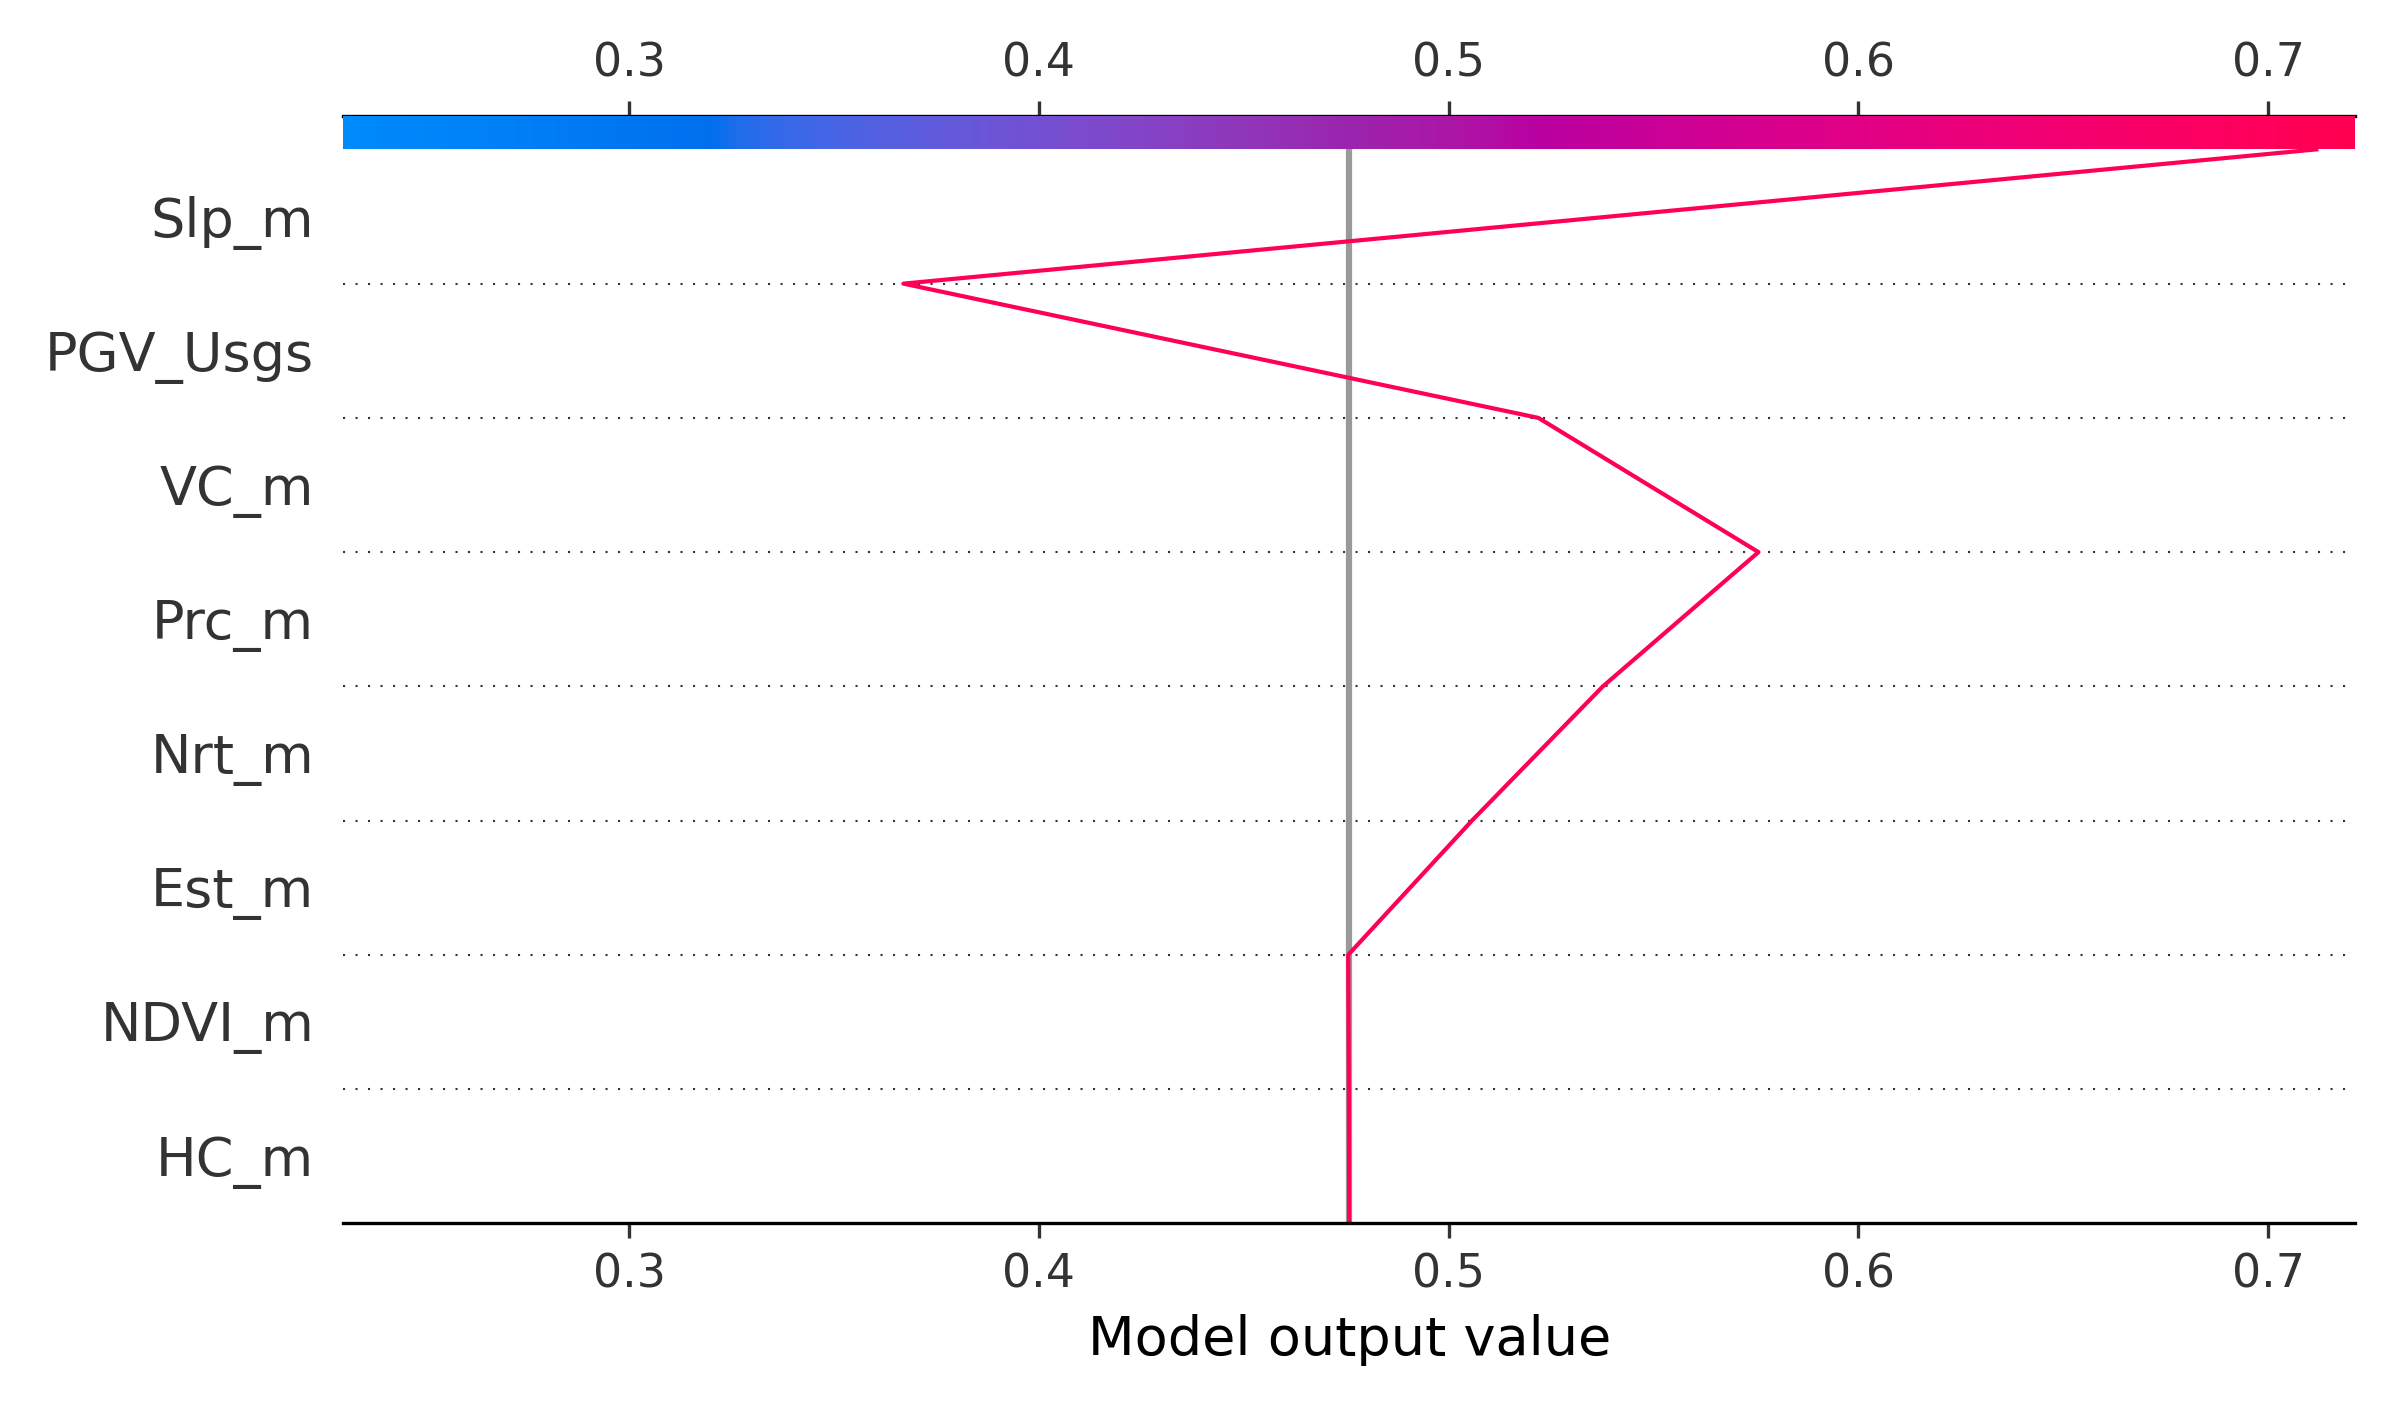 0.3 0.4 0.5 0.6 0.7
Slp_m
PGV_Usgs
VC_m
Prc_m
Nrt_m
Est_m
NDVI_m
HC_m
0.3 0.4 0.5 0.6 0.7
Model output value